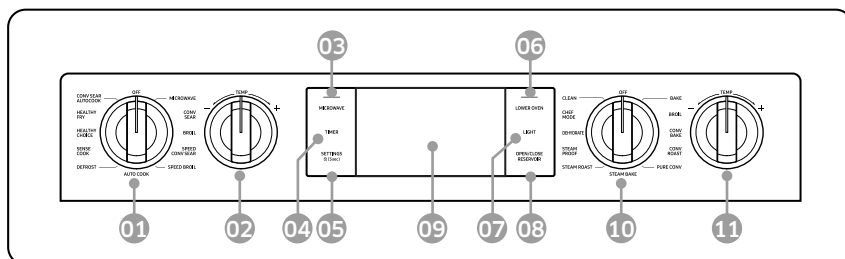 03
06
OFF
CONV SEAR
AUTOCOOK
MICROWAVE
HEALTHY
FRY
CONV
SEAR
HEALTHY
CHOICE
BROIL
SENSE
COOK
SPEED
CONV SEAR
DEFROST
SPEED BROIL
AUTO COOK
TEMP
− +
MICROWAVE
TIMER
SETTINGS
LOWER OVEN
LIGHT
OPEN/CLOSE
RESERVOIR
OFF
CLEAN
BAKE
CHEF
MODE
BROIL
DEHYDRATE
CONV
BAKE
STEAM
PROOF
CONV
ROAST
STEAM ROAST
PURE CONV
STEAM BAKE
TEMP
− +
01
02
04
05
09
07
08
10
11